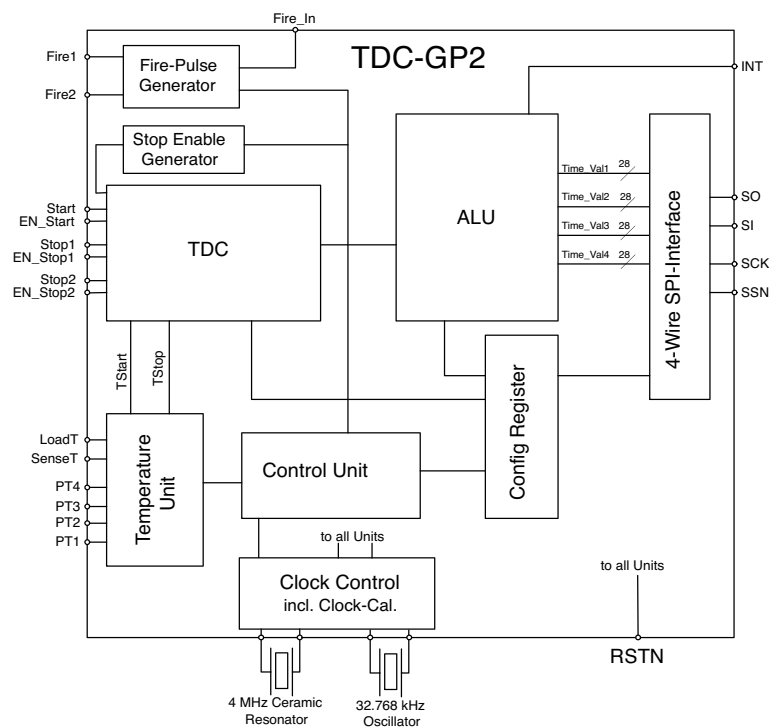 Fire_In
TDC-GP2
Fire1
Fire2
Fire-Pulse
Generator
INT
Stop Enable
Generator
Start
EN_Start
Stop1
EN_Stop1
Stop2
EN_Stop2
TDC
ALU
Time_Val1 28
Time_Val2 28
Time_Val3 28
Time_Val4 28
4-Wire SPI-Interface
SO
SI
SCK
SSN
TStart
TStop
Config Register
LoadT
SenseT
PT4
PT3
PT2
PT1
Temperature
Unit
Control Unit
to all Units
Clock Control
incl. Clock-Cal.
to all Units
RSTN
4 MHz Ceramic
Resonator
32.768 kHz
Oscillator